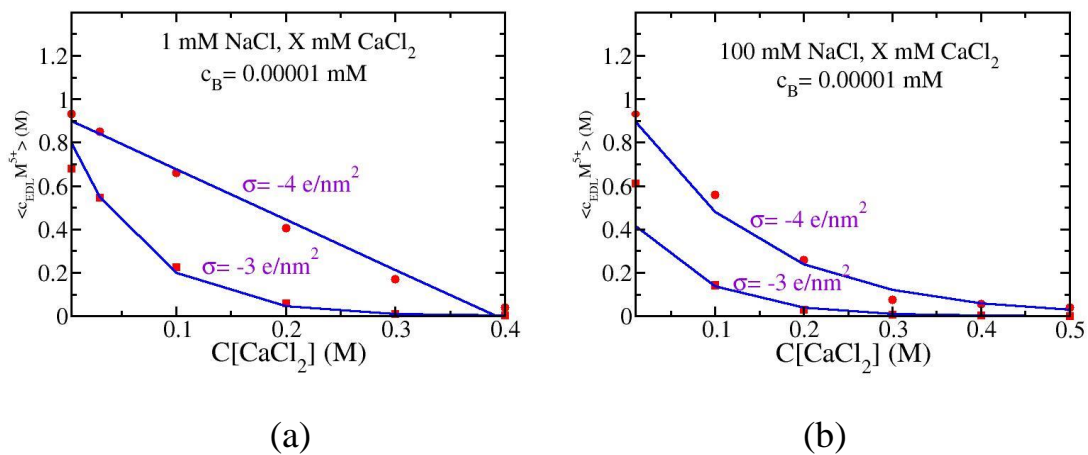 1 mM NaCl, X mM CaCl2
cB= 0.00001 mM
<cEDL M5+> (M)
1.2
1
0.8
0.6
0.4
0.2
0
σ= -4 e/nm2
σ= -3 e/nm2
0.1 0.2 0.3 0.4
C[CaCl2] (M)
(a)
100 mM NaCl, X mM CaCl2
cB= 0.00001 mM
<cEDL M5+> (M)
1.2
1
0.8
0.6
0.4
0.2
0
σ= -4 e/nm2
σ= -3 e/nm2
0.1 0.2 0.3 0.4 0.5
C[CaCl2] (M)
(b)